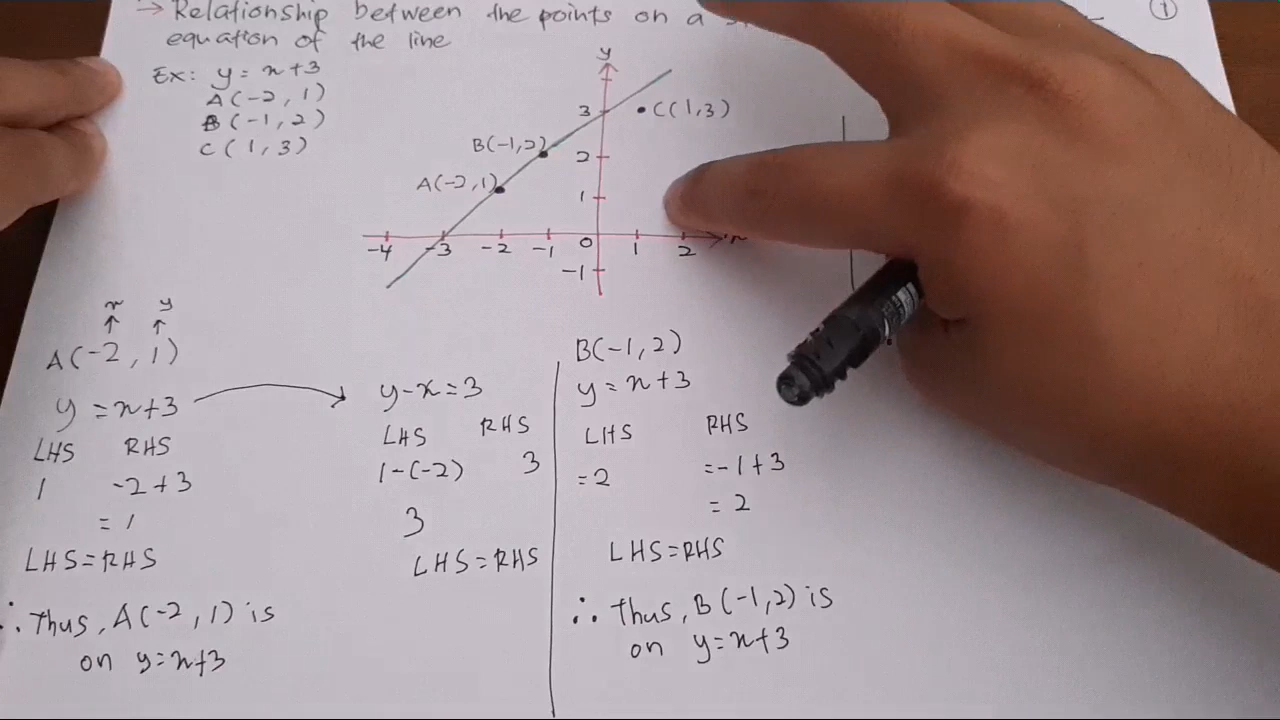 → Relationship between the points on a
equation of the line
Ex: y = x+3
A(-2, 1)
B(-1, 2)
C(1, 3)
y
3
C(1,3)
B(-1,2)
2
A(-2,1)
1
-4 -3 -2 -1 0 1 2 x
-1
1
x y
↑ ↑
A(-2, 1)
y = x+3
LHS RHS
1 -2+3
= 1
LHS = RHS
∴ Thus, A(-2, 1) is
on y=x+3
y-x=3
LHS RHS
1-(-2) 3
3
LHS = RHS
B(-1, 2)
y = x+3
LHS RHS
=2 =-1+3
= 2
LHS = RHS
∴ Thus, B(-1,2) is
on y=x+3